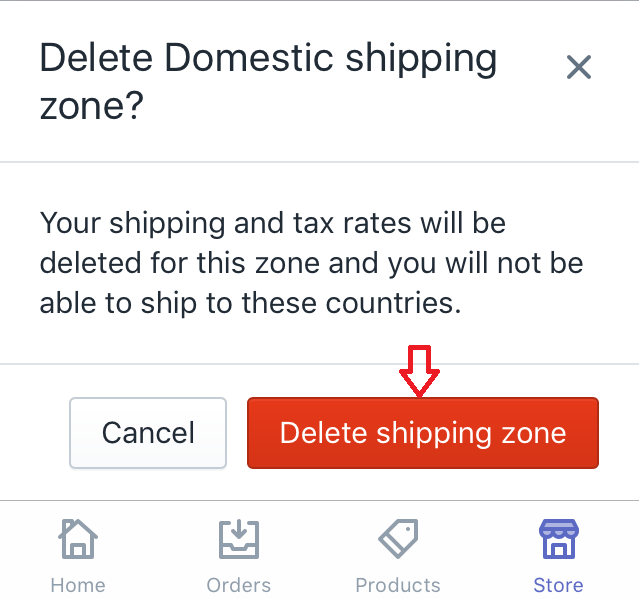 Delete Domestic shipping
zone?
Your shipping and tax rates will be
deleted for this zone and you will not be
able to ship to these countries.
Cancel
Delete shipping zone
Home
Orders
Products
Store